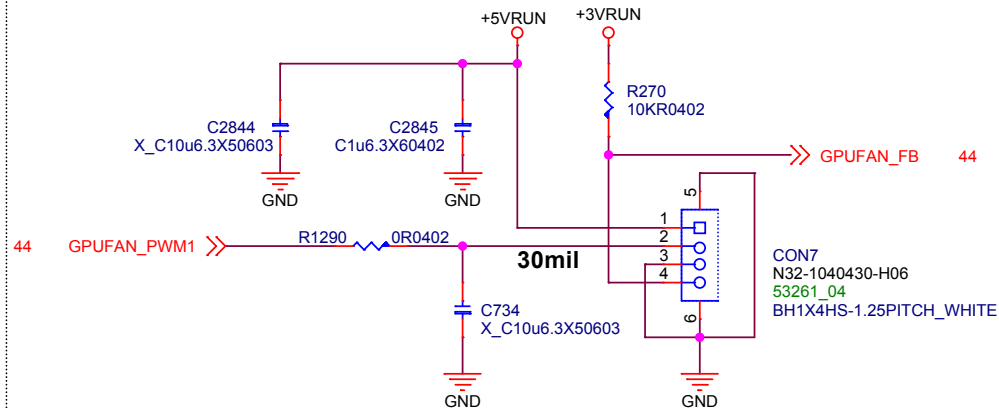 +5VRUN
+3VRUN
R270
10KR0402
C2844
X_C10u6.3X50603
C2845
C1u6.3X60402
GND
GND
GPUFAN_FB 44
5
1
2
3
4
6
44 GPUFAN_PWM1
R1290
0R0402
30mil
CON7
N32-1040430-H06
53261_04
BH1X4HS-1.25PITCH_WHITE
C734
X_C10u6.3X50603
GND
GND